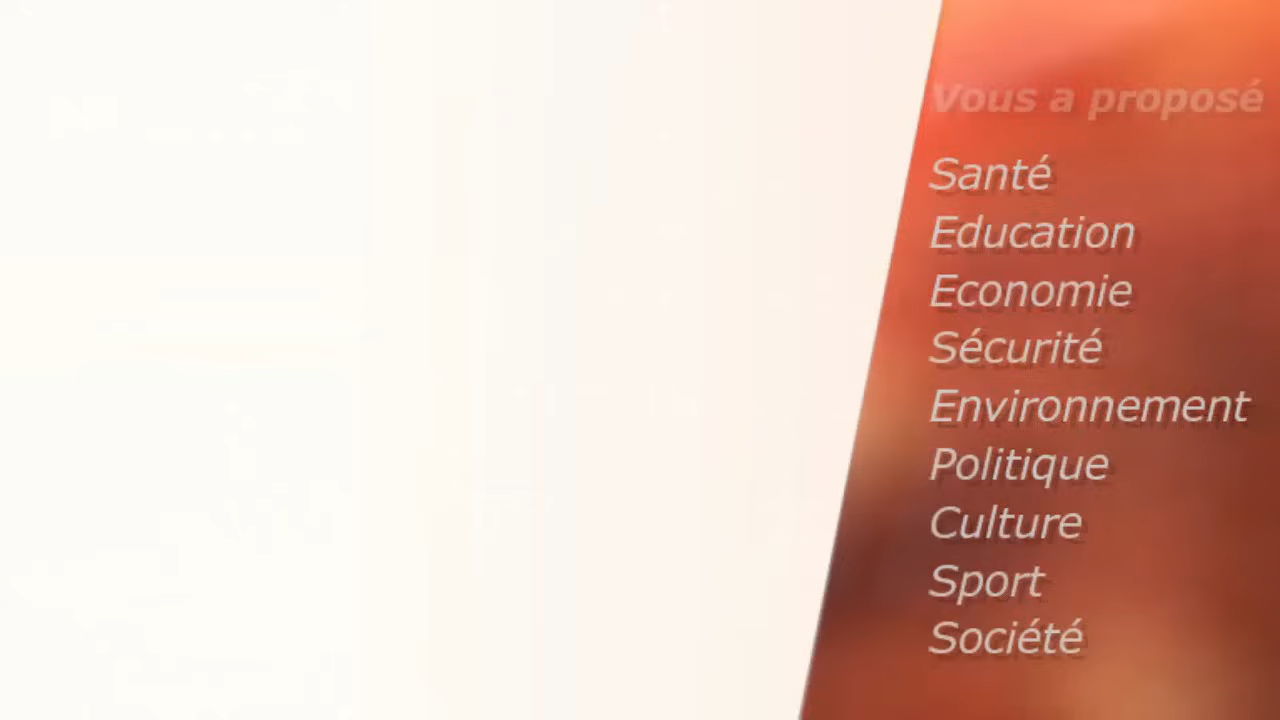 Vous a proposé
Santé
Education
Economie
Sécurité
Environnement
Politique
Culture
Sport
Société